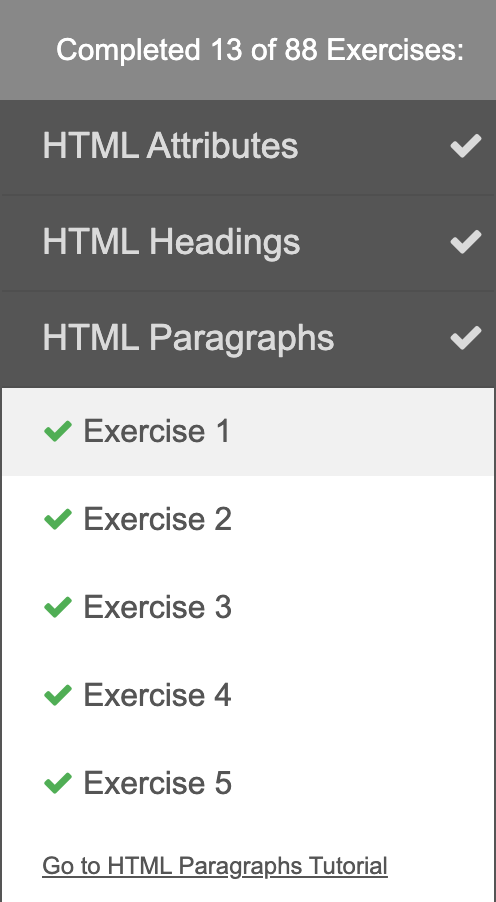 Completed 13 of 88 Exercises:
HTML Attributes
HTML Headings
HTML Paragraphs
Exercise 1
Exercise 2
Exercise 3
Exercise 4
Exercise 5
Go to HTML Paragraphs Tutorial